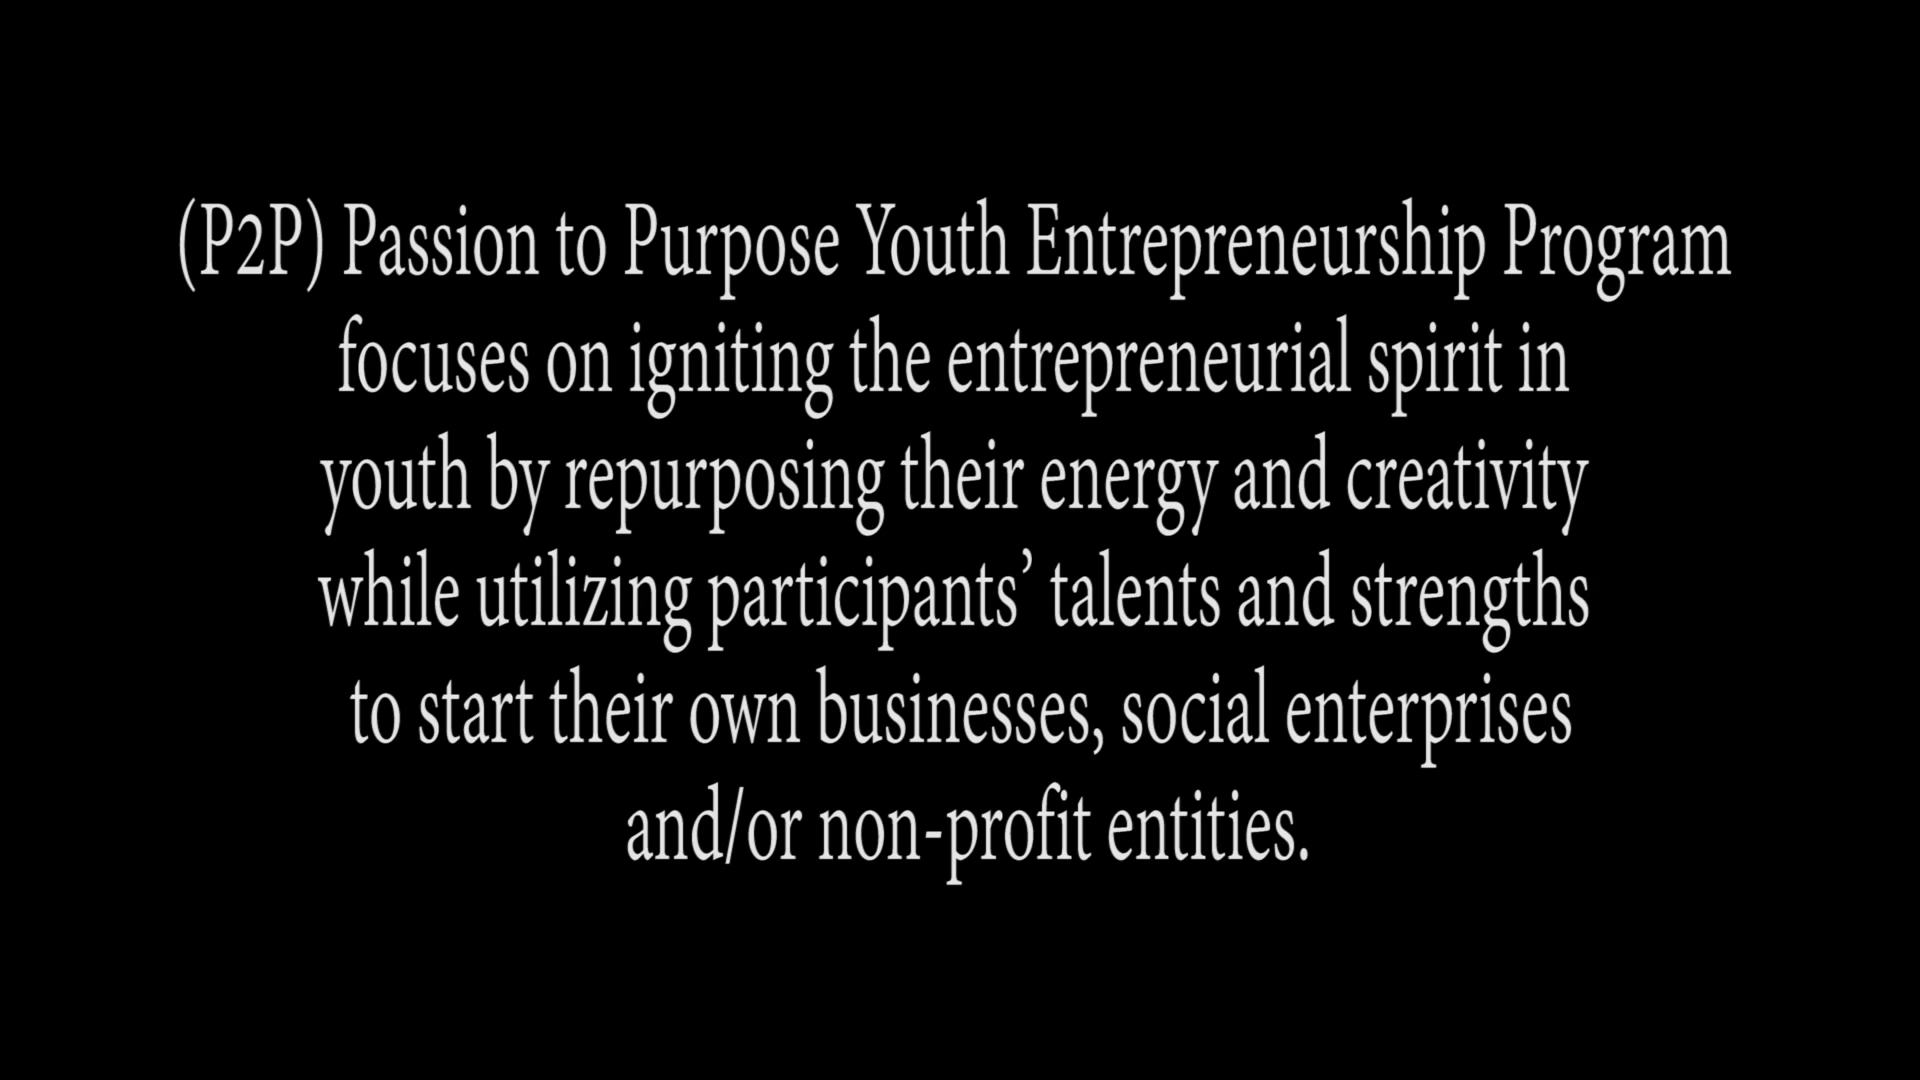 (P2P) Passion to Purpose Youth Entrepreneurship Program
focuses on igniting the entrepreneurial spirit in
youth by repurposing their energy and creativity
while utilizing participants’ talents and strengths
to start their own businesses, social enterprises
and/or non-profit entities.